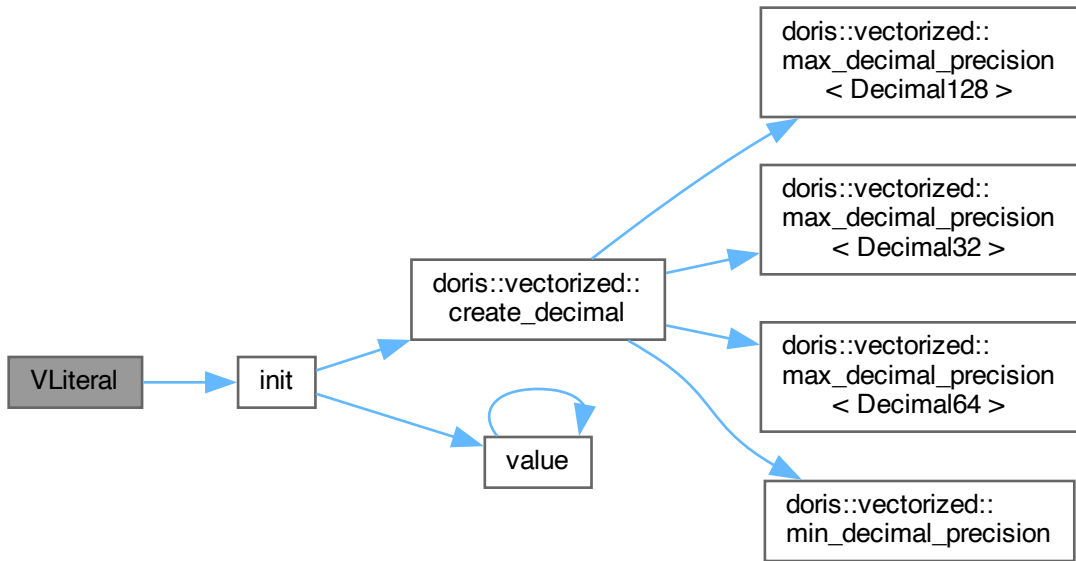 VLiteral
init
doris::vectorized::
create_decimal
value
doris::vectorized::
max_decimal_precision
< Decimal128 >
doris::vectorized::
max_decimal_precision
< Decimal32 >
doris::vectorized::
max_decimal_precision
< Decimal64 >
doris::vectorized::
min_decimal_precision